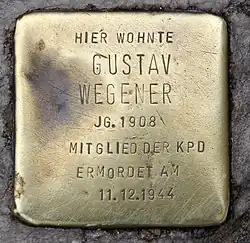 HIER WOHNTE
GUSTAV
WEGENER
JG. 1908
MITGLIED DER KPD
ERMORDET AM
11.12.1944